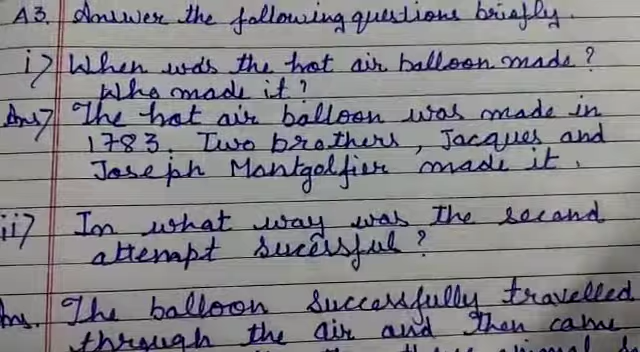 A3. Answer the following questions briefly.
i) When was the hot air balloon made?
Who made it?
Ans) The hot air balloon was made in
1783. Two brothers, Jacques and
Joseph Montgolfier made it.
ii) In what way was the second
attempt sucessful?
Ans. The balloon successfully travelled
through the air and then came